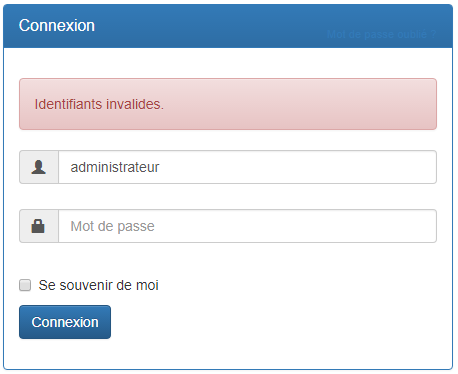 Connexion
Mot de passe oublié ?
Identifiants invalides.
administrateur
Mot de passe
Se souvenir de moi
Connexion